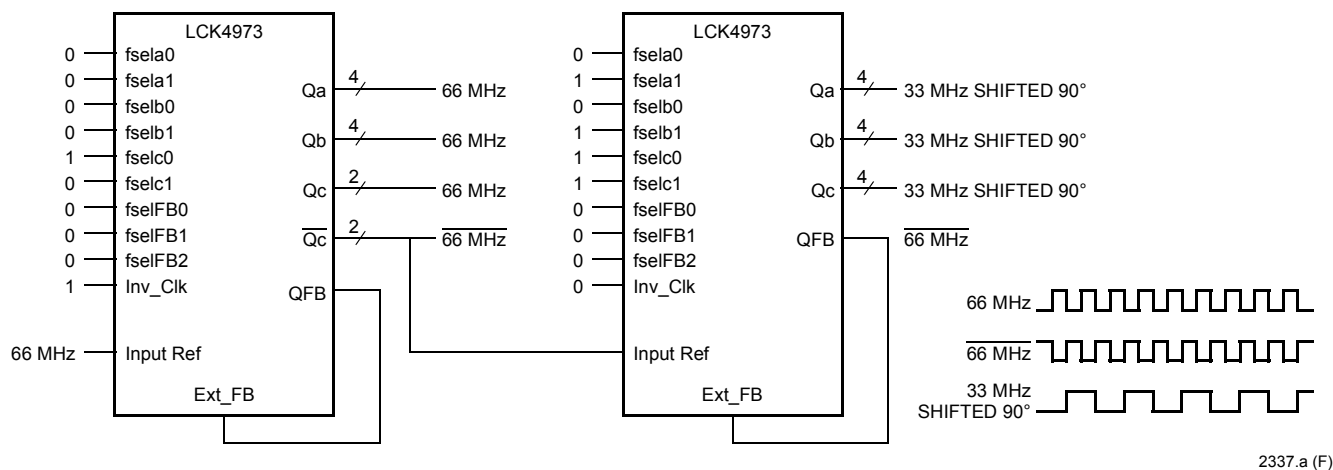 LCK4973
0 fsela0
0 fsela1
0 fselb0
0 fselb1
1 fselc0
0 fselc1
0 fselFB0
0 fselFB1
0 fselFB2
1 Inv_Clk
66 MHz Input Ref
Ext_FB
Qa 4 66 MHz
Qb 4 66 MHz
Qc 2 66 MHz
Qc 2 66 MHz
QFB
LCK4973
0 fsela0
1 fsela1
0 fselb0
1 fselb1
1 fselc0
1 fselc1
0 fselFB0
0 fselFB1
0 fselFB2
0 Inv_Clk
Input Ref
Ext_FB
Qa 4 33 MHz SHIFTED 90°
Qb 4 33 MHz SHIFTED 90°
Qc 4 33 MHz SHIFTED 90°
QFB 66 MHz
66 MHz
66 MHz
33 MHz
SHIFTED 90°
2337.a (F)